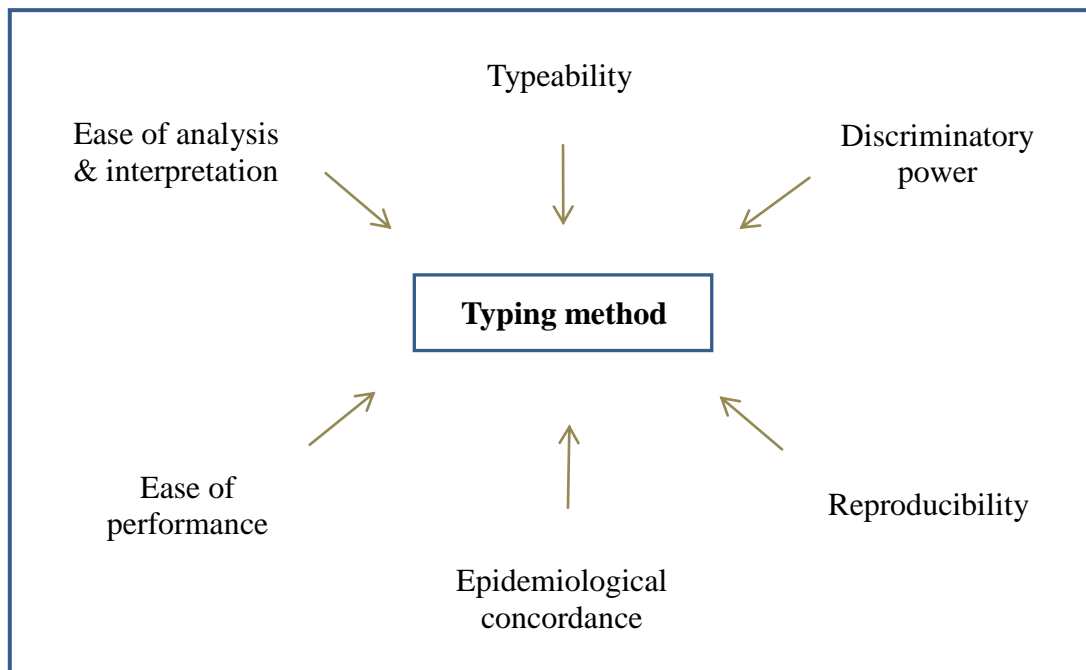 Typeability
Ease of analysis
& interpretation
Discriminatory
power
Typing method
Ease of
performance
Reproducibility
Epidemiological
concordance